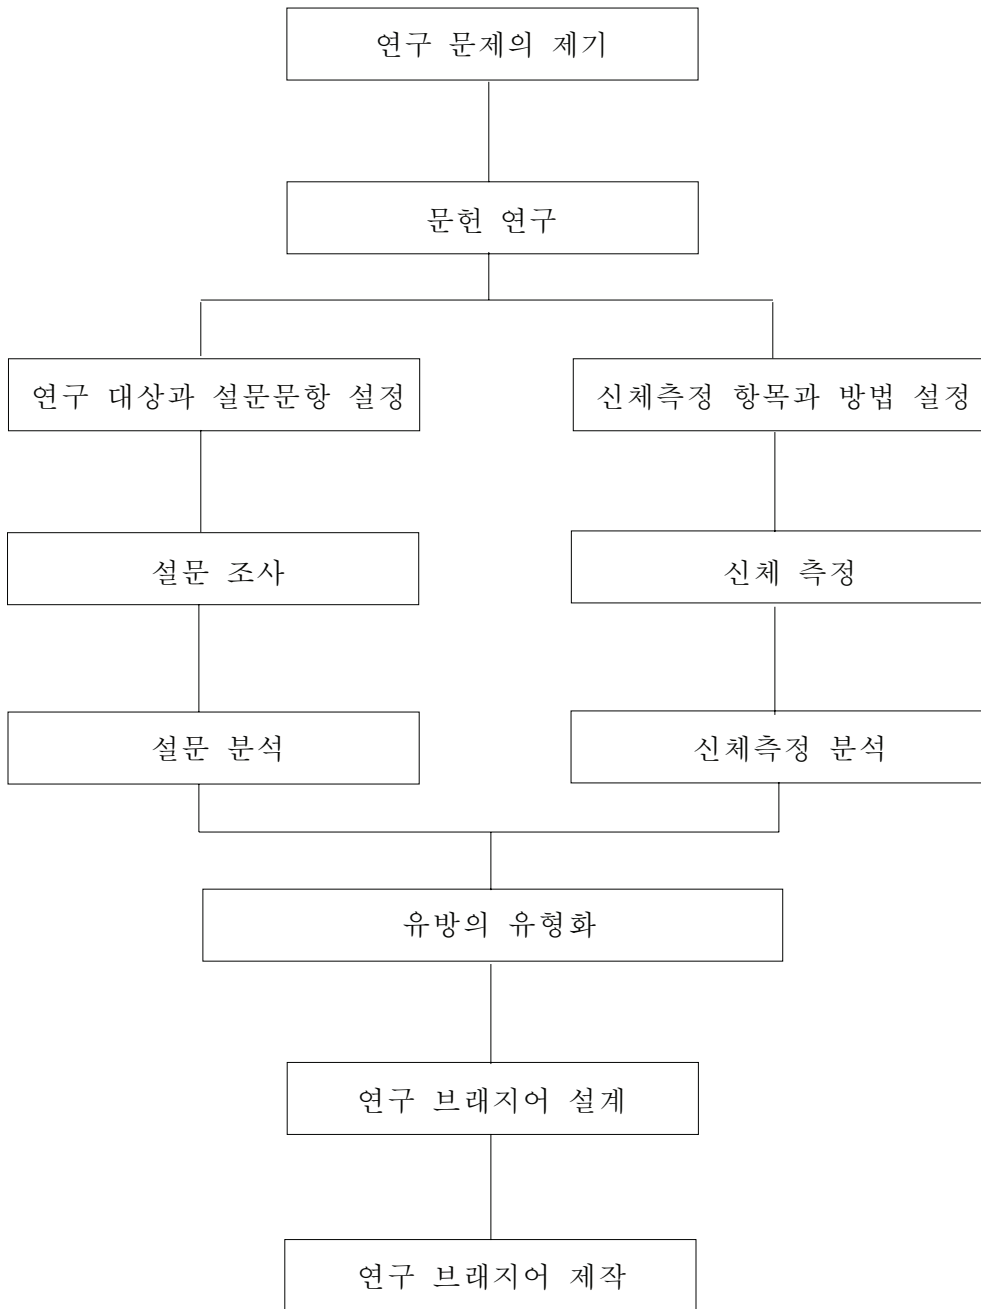 연구 문제의 제기
문헌 연구
연구 대상과 설문문항 설정
신체측정 항목과 방법 설정
설문 조사
신체 측정
설문 분석
신체측정 분석
유방의 유형화
연구 브래지어 설계
연구 브래지어 제작